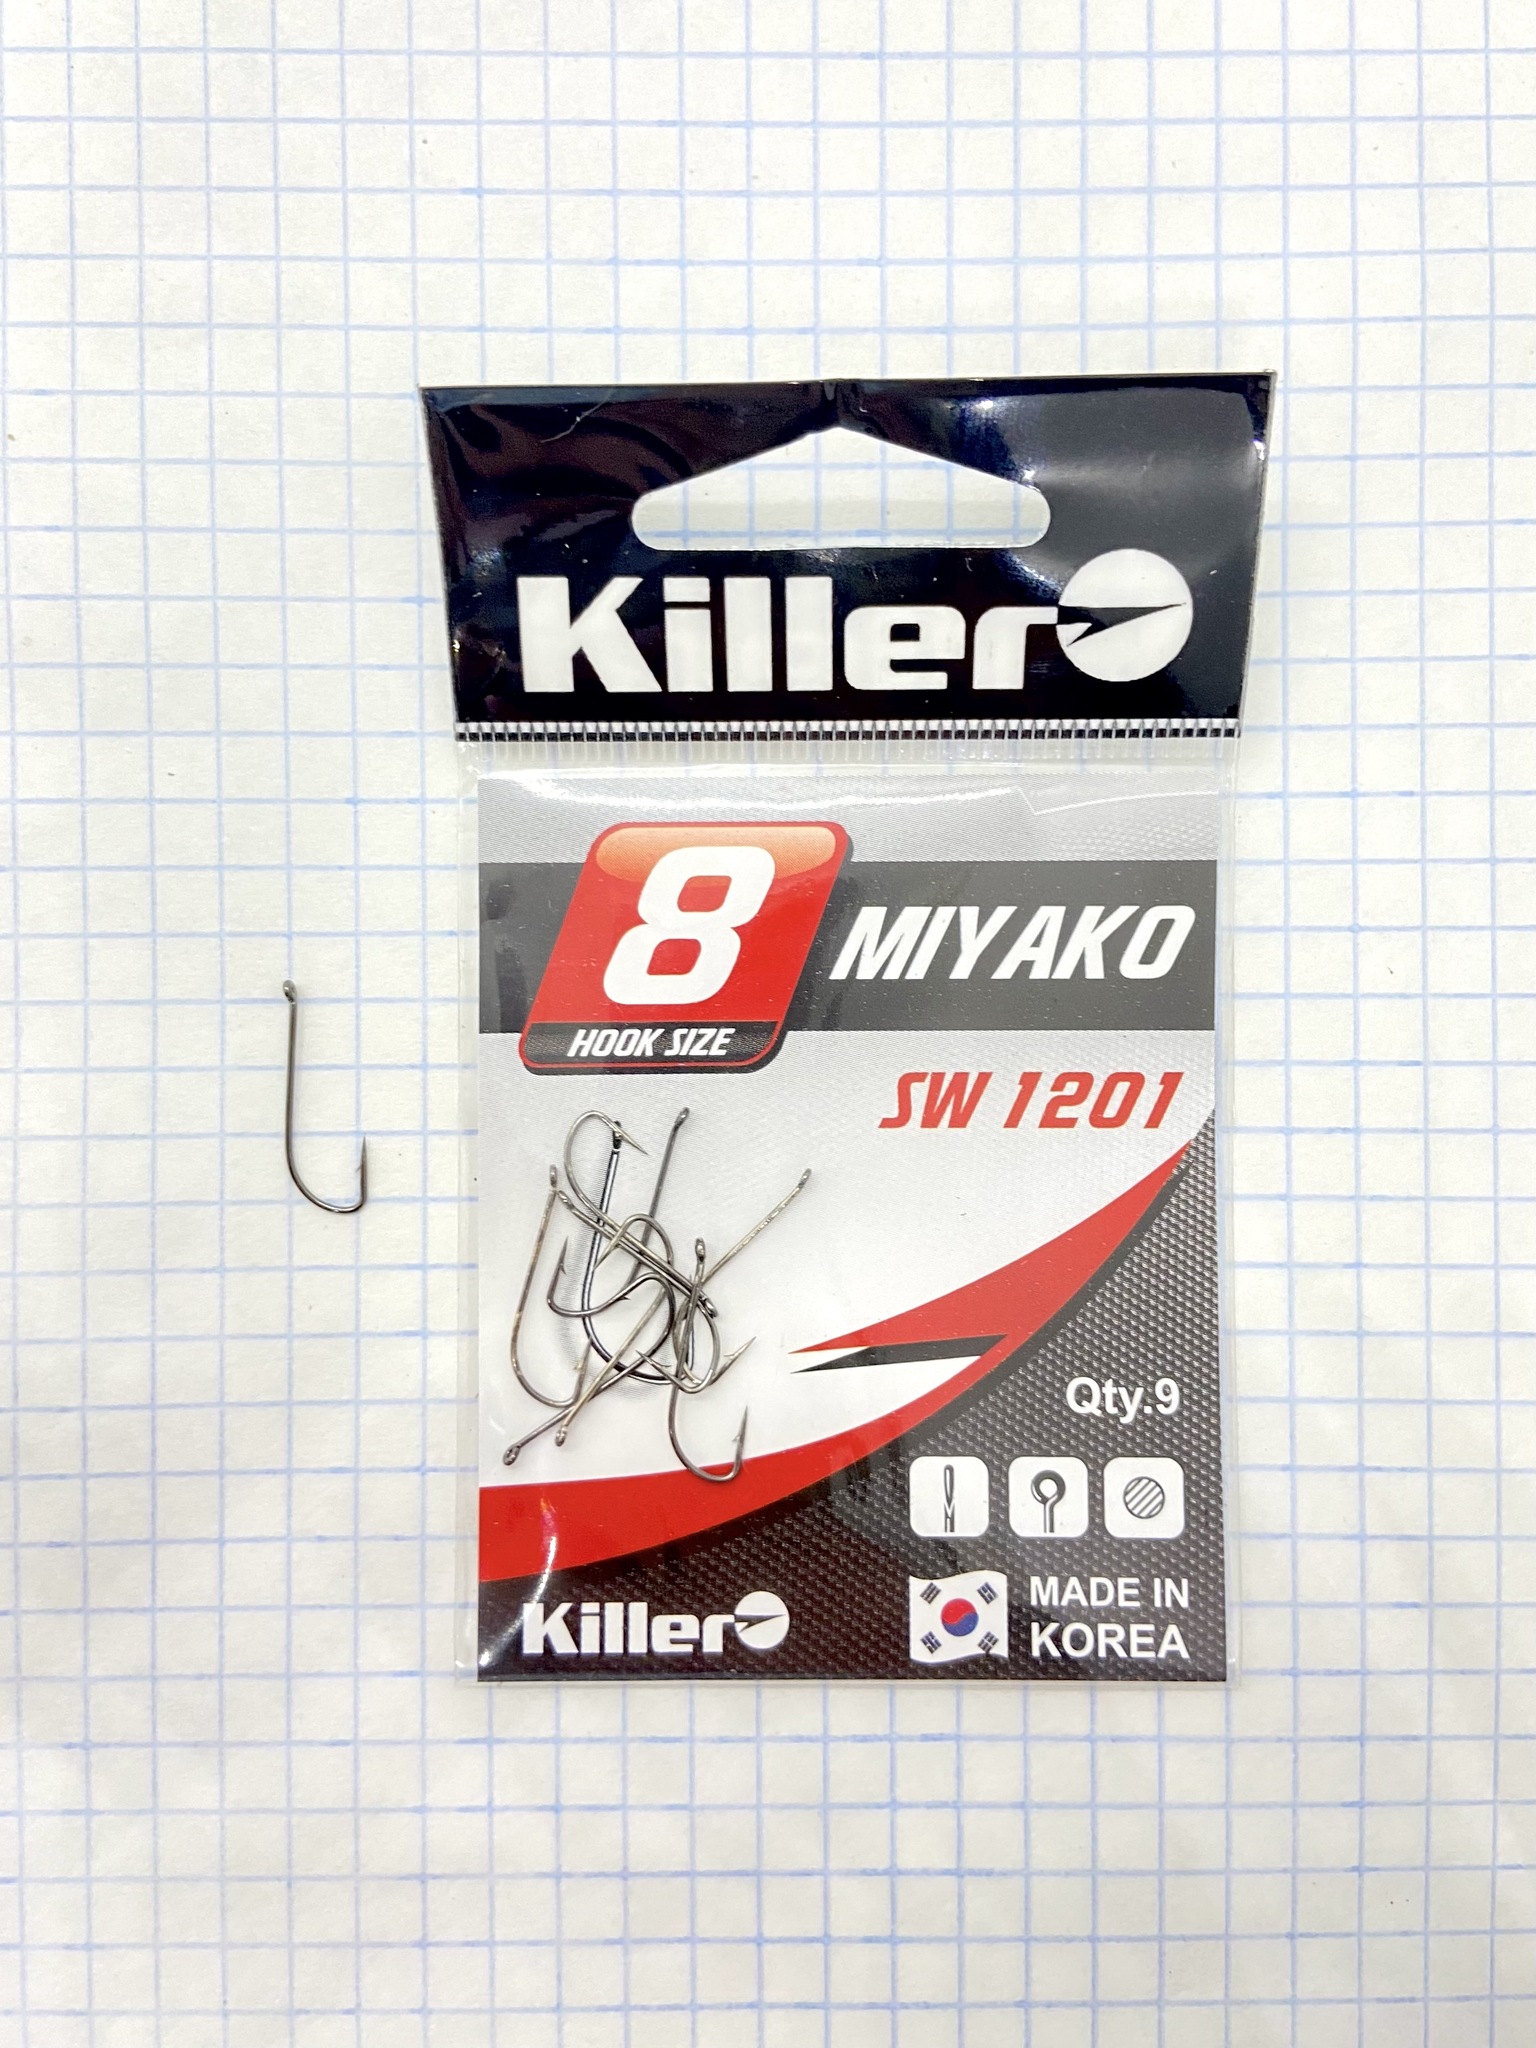 Killer
8
HOOK SIZE
MIYAKO
SW 1201
Qty.9
MADE IN
KOREA
Killer